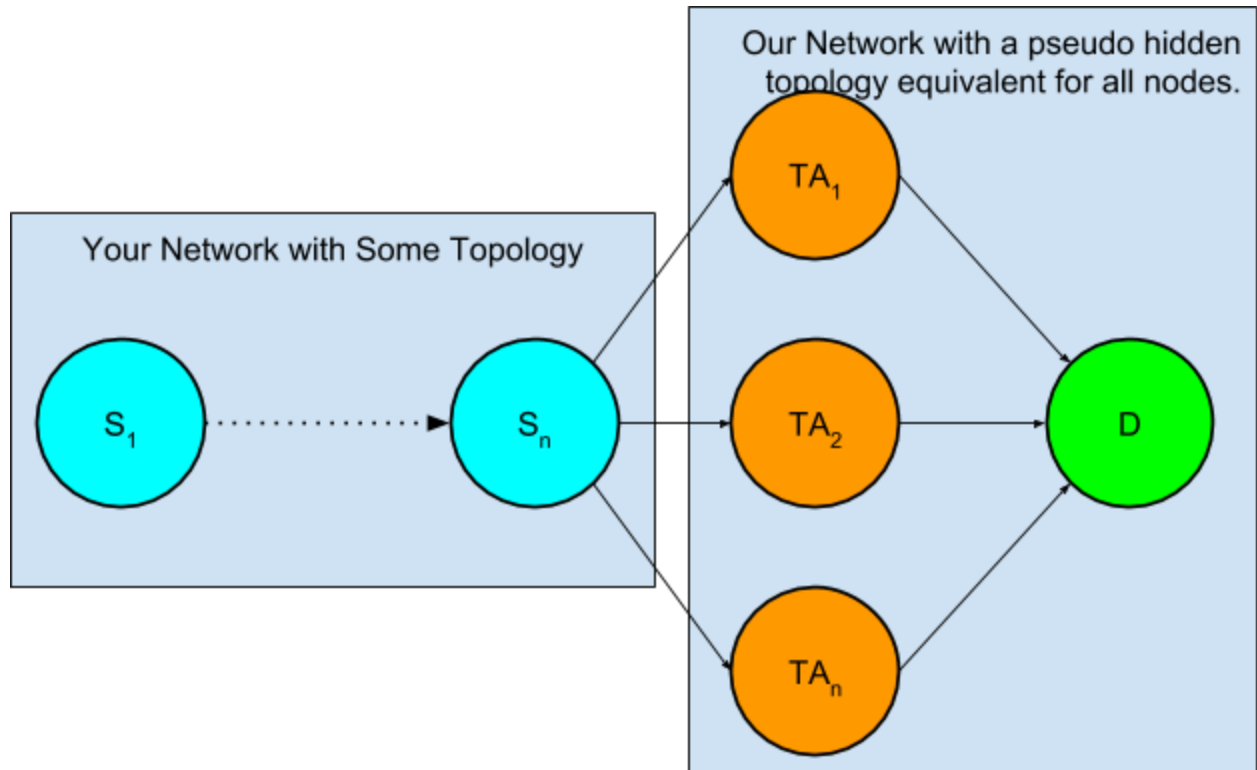 Our Network with a pseudo hidden
topology equivalent for all nodes.
TA₁
Your Network with Some Topology
S₁
Sₙ
TA₂
D
TAₙ